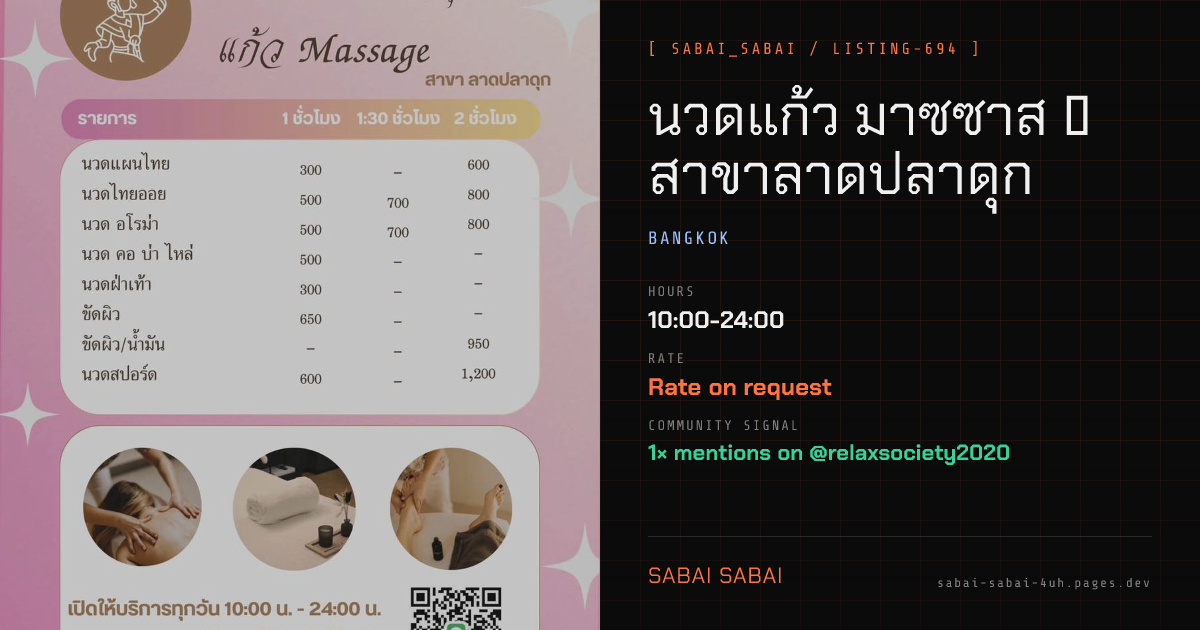 แก้ว Massage
สาขา ลาดปลาดุก
รายการ 1 ชั่วโมง 1:30 ชั่วโมง 2 ชั่วโมง
นวดแผนไทย 300 – 600
นวดไทยออย 500 700 800
นวด อโรม่า 500 700 800
นวด คอ บ่า ไหล่ 500 – –
นวดฝ่าเท้า 300 – –
ขัดผิว 650 – –
ขัดผิว/น้ำมัน – – 950
นวดสปอร์ต 600 – 1,200
เปิดให้บริการทุกวัน 10:00 น. - 24:00 น.
[ SABAI_SABAI / LISTING-694 ]
นวดแก้ว มาซซาส
สาขาลาดปลาดุก
BANGKOK
HOURS
10:00-24:00
RATE
Rate on request
COMMUNITY SIGNAL
1× mentions on @relaxsociety2020
SABAI SABAI
sabai-sabai-4uh.pages.dev